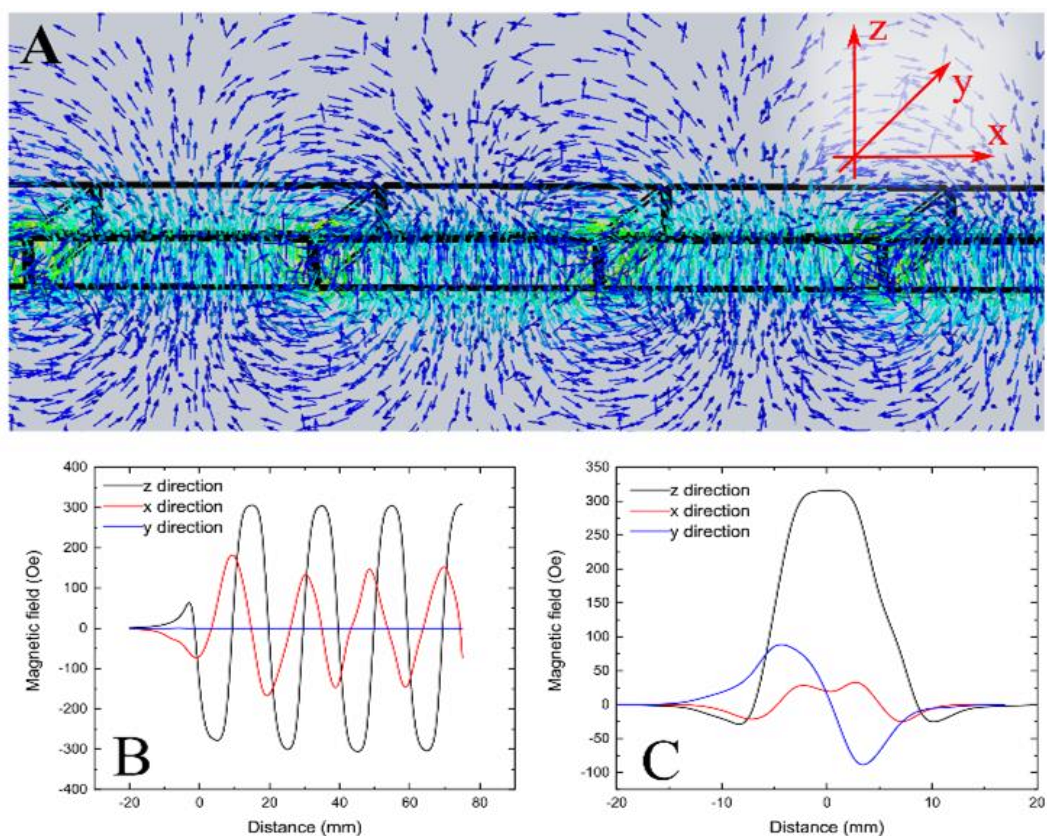 A
z
y
x
400
300
200
100
0
-100
-200
-300
-400
Magnetic field (Oe)
z direction
x direction
y direction
B
-20
0
20
40
60
80
Distance (mm)
350
300
250
200
150
100
50
0
-50
-100
Magnetic field (Oe)
z direction
x direction
y direction
C
-20
-10
0
10
20
Distance (mm)